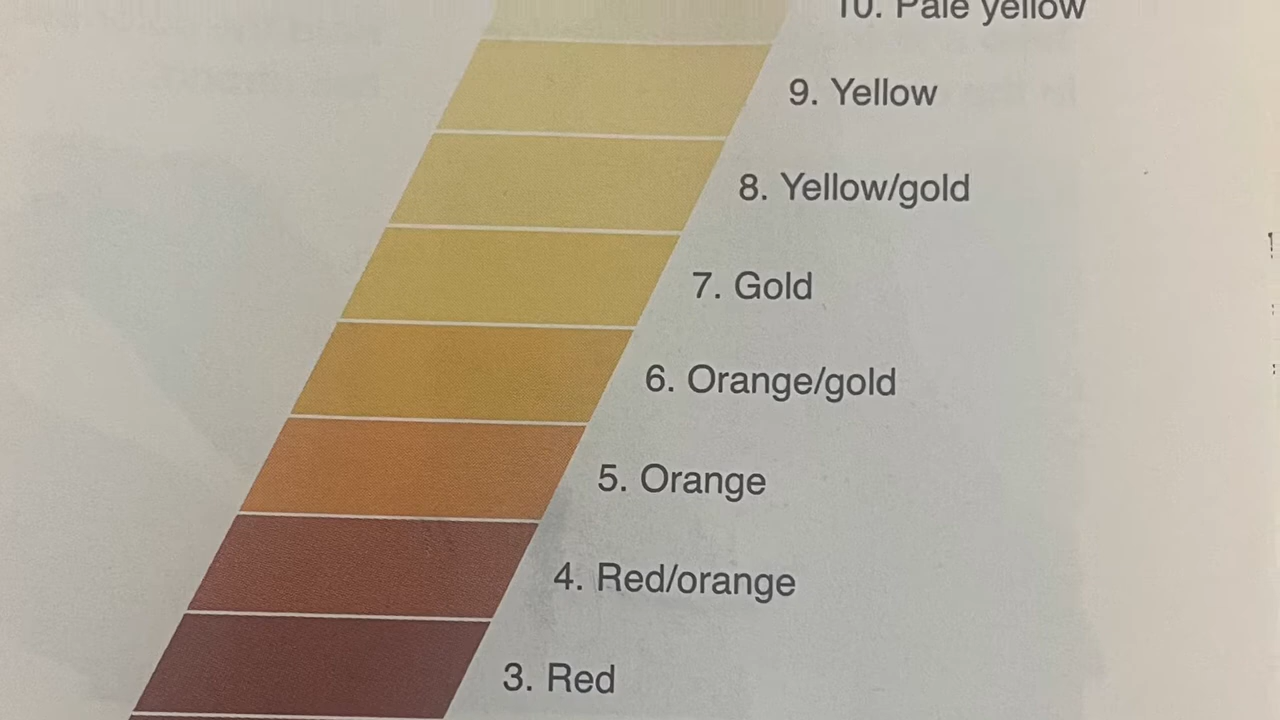 10. Pale yellow
9. Yellow
8. Yellow/gold
7. Gold
6. Orange/gold
5. Orange
4. Red/orange
3. Red